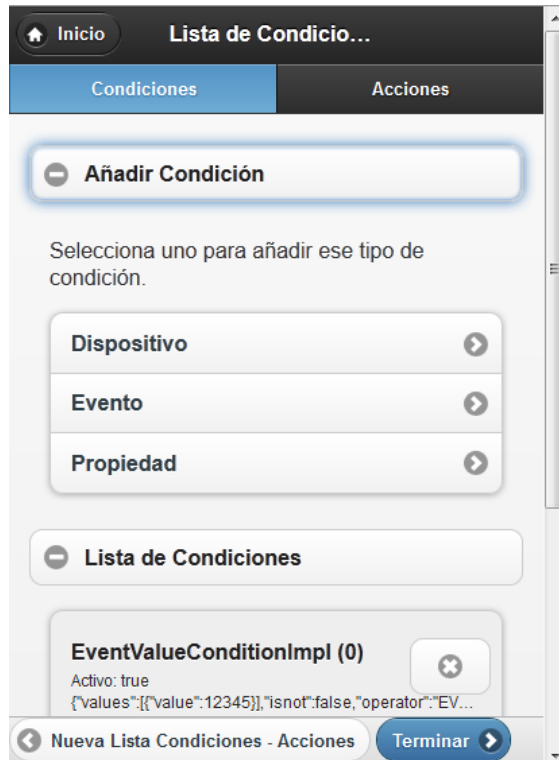 Inicio
Lista de Condicio...
Condiciones
Acciones
Añadir Condición
Selecciona uno para añadir ese tipo de
condición.
Dispositivo
Evento
Propiedad
Lista de Condiciones
EventValueConditionImpl (0)
Activo: true
{"values":[{"value":12345}],"isnot":false,"operator":"EV...
Nueva Lista Condiciones - Acciones
Terminar